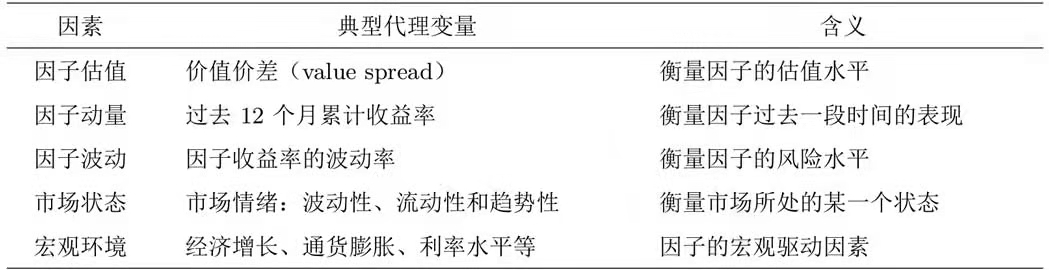 因素 典型代理变量 含义
因子估值 价值价差（value spread） 衡量因子的估值水平
因子动量 过去 12 个月累计收益率 衡量因子过去一段时间的表现
因子波动 因子收益率的波动率 衡量因子的风险水平
市场状态 市场情绪：波动性、流动性和趋势性 衡量市场所处的某一个状态
宏观环境 经济增长、通货膨胀、利率水平等 因子的宏观驱动因素